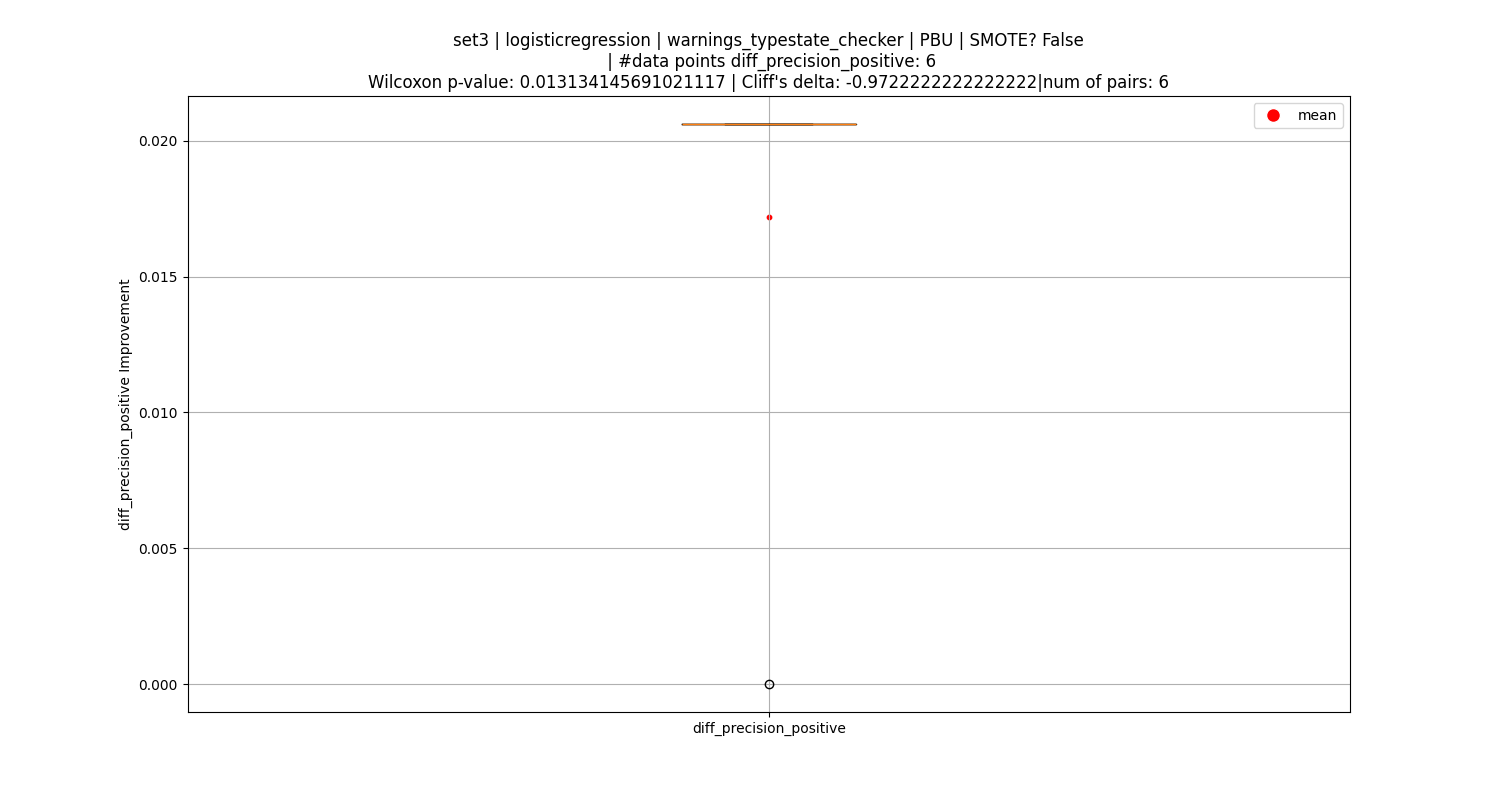 set3 | logisticregression | warnings_typestate_checker | PBU | SMOTE? False
| #data points diff_precision_positive: 6
Wilcoxon p-value: 0.013134145691021117 | Cliff's delta: -0.9722222222222222|num of pairs: 6
mean
0.020
0.015
0.010
0.005
0.000
diff_precision_positive Improvement
diff_precision_positive